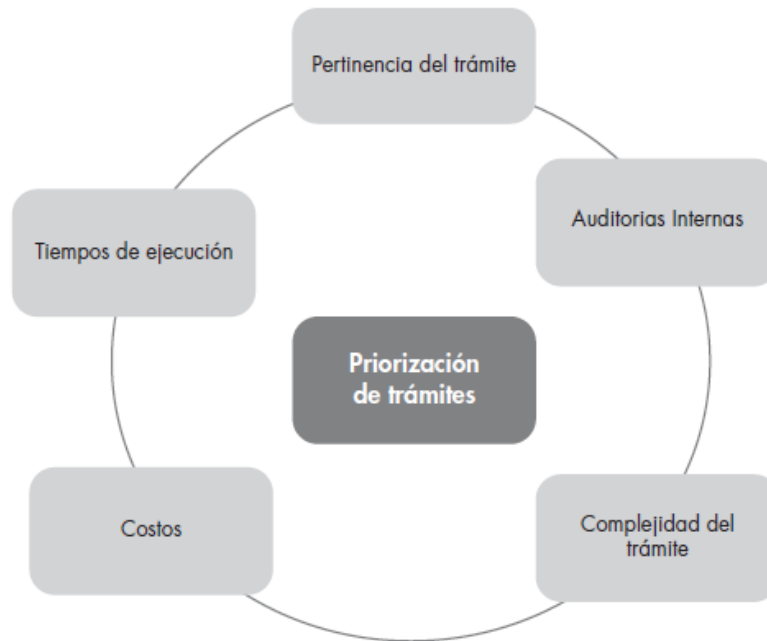 Pertinencia del trámite
Auditorias Internas
Tiempos de ejecución
Priorización
de trámites
Costos
Complejidad del
trámite